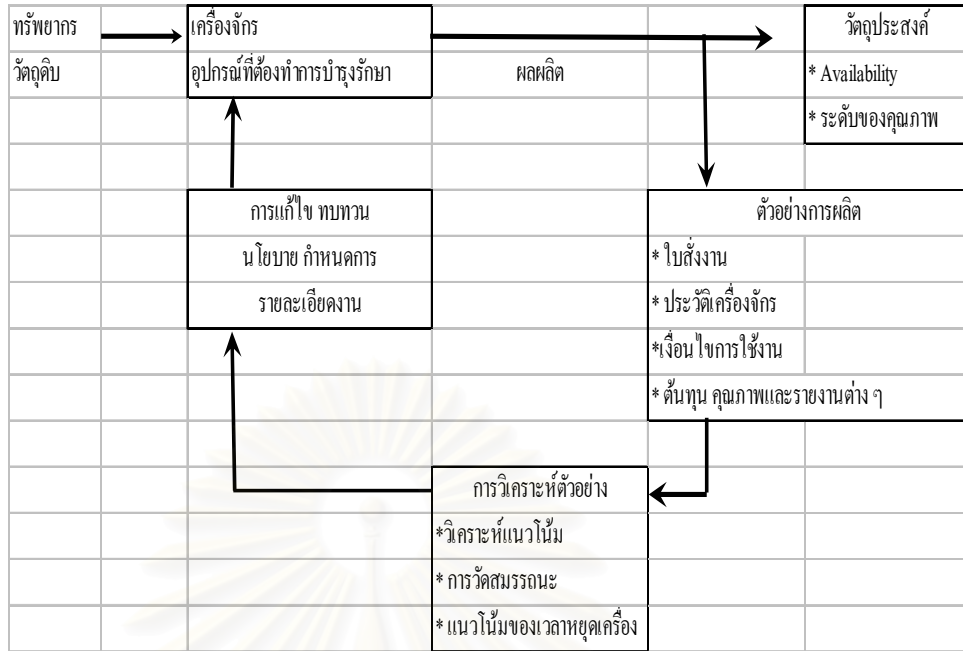 ทรัพยากร
วัตถุดิบ
เครื่องจักร
อุปกรณ์ที่ต้องทำการบำรุงรักษา
ผลผลิต
วัตถุประสงค์
* Availability
* ระดับของคุณภาพ
ตัวอย่างการผลิต
* ใบสั่งงาน
* ประวัติเครื่องจักร
*เงื่อนไขการใช้งาน
* ต้นทุน คุณภาพและรายงานต่าง ๆ
การวิเคราะห์ตัวอย่าง
*วิเคราะห์แนวโน้ม
* การวัดสมรรถนะ
* แนวโน้มของเวลาหยุดเครื่อง
การแก้ไข ทบทวน
นโยบาย กำหนดการ
รายละเอียดงาน